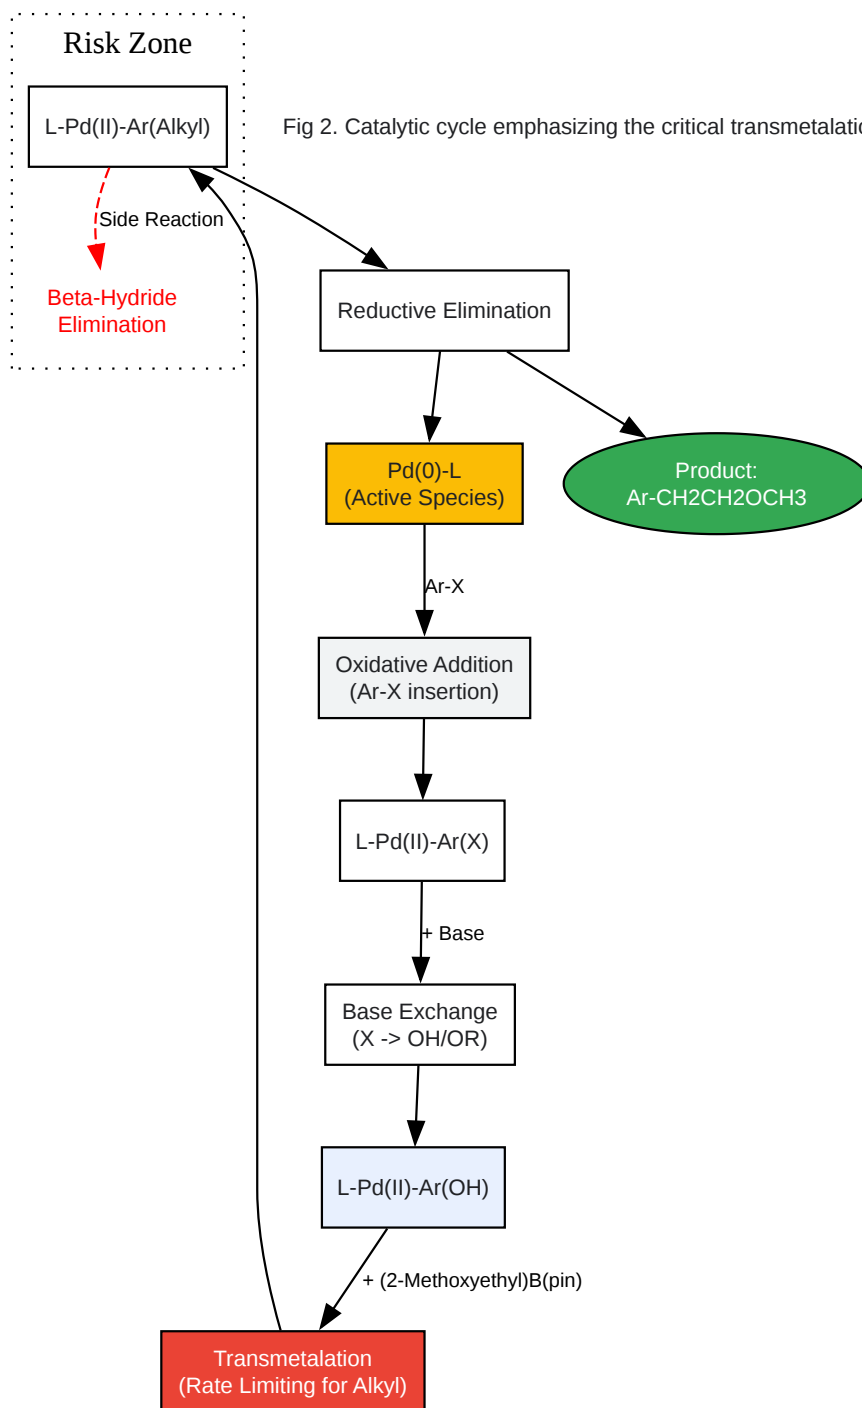 Risk Zone
L-Pd(II)-Ar(Alkyl)
Fig 2. Catalytic cycle emphasizing the critical transmetalatio
Side Reaction
Beta-Hydride
Elimination
Reductive Elimination
Pd(0)-L
(Active Species)
Product:
Ar-CH2CH2OCH3
Ar-X
Oxidative Addition
(Ar-X insertion)
L-Pd(II)-Ar(X)
+ Base
Base Exchange
(X -> OH/OR)
L-Pd(II)-Ar(OH)
+ (2-Methoxyethyl)B(pin)
Transmetalation
(Rate Limiting for Alkyl)